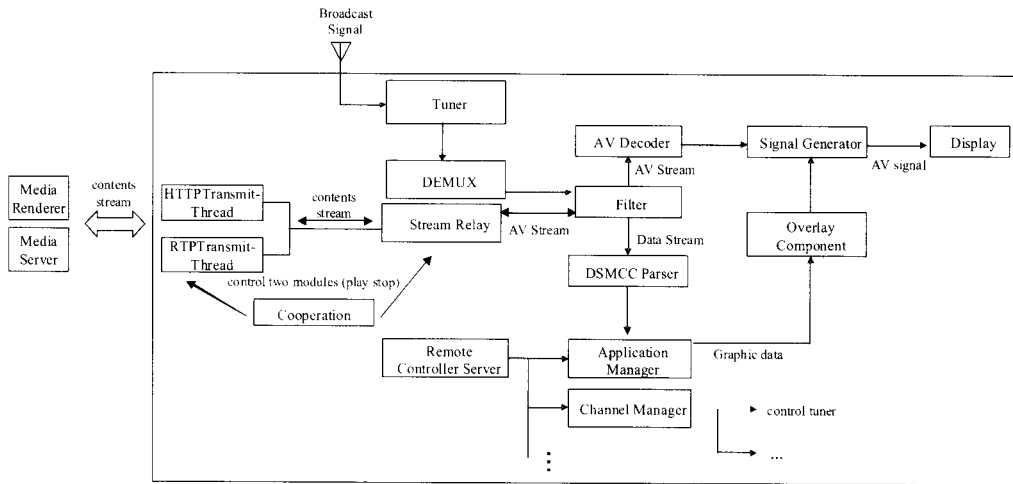 Broadcast
Signal
Tuner
AV Decoder
Signal Generator
Display
AV Stream
AV signal
DEMUX
Filter
Media
Renderer
contents
stream
HTTPTransmit-
Thread
contents
stream
Stream Relay
AV Stream
Overlay
Component
Media
Server
RTPTransmit-
Thread
Data Stream
DSMCC Parser
control two modules (play stop)
Cooperation
Remote
Controller Server
Application
Manager
Graphic data
Channel Manager
control tuner
...